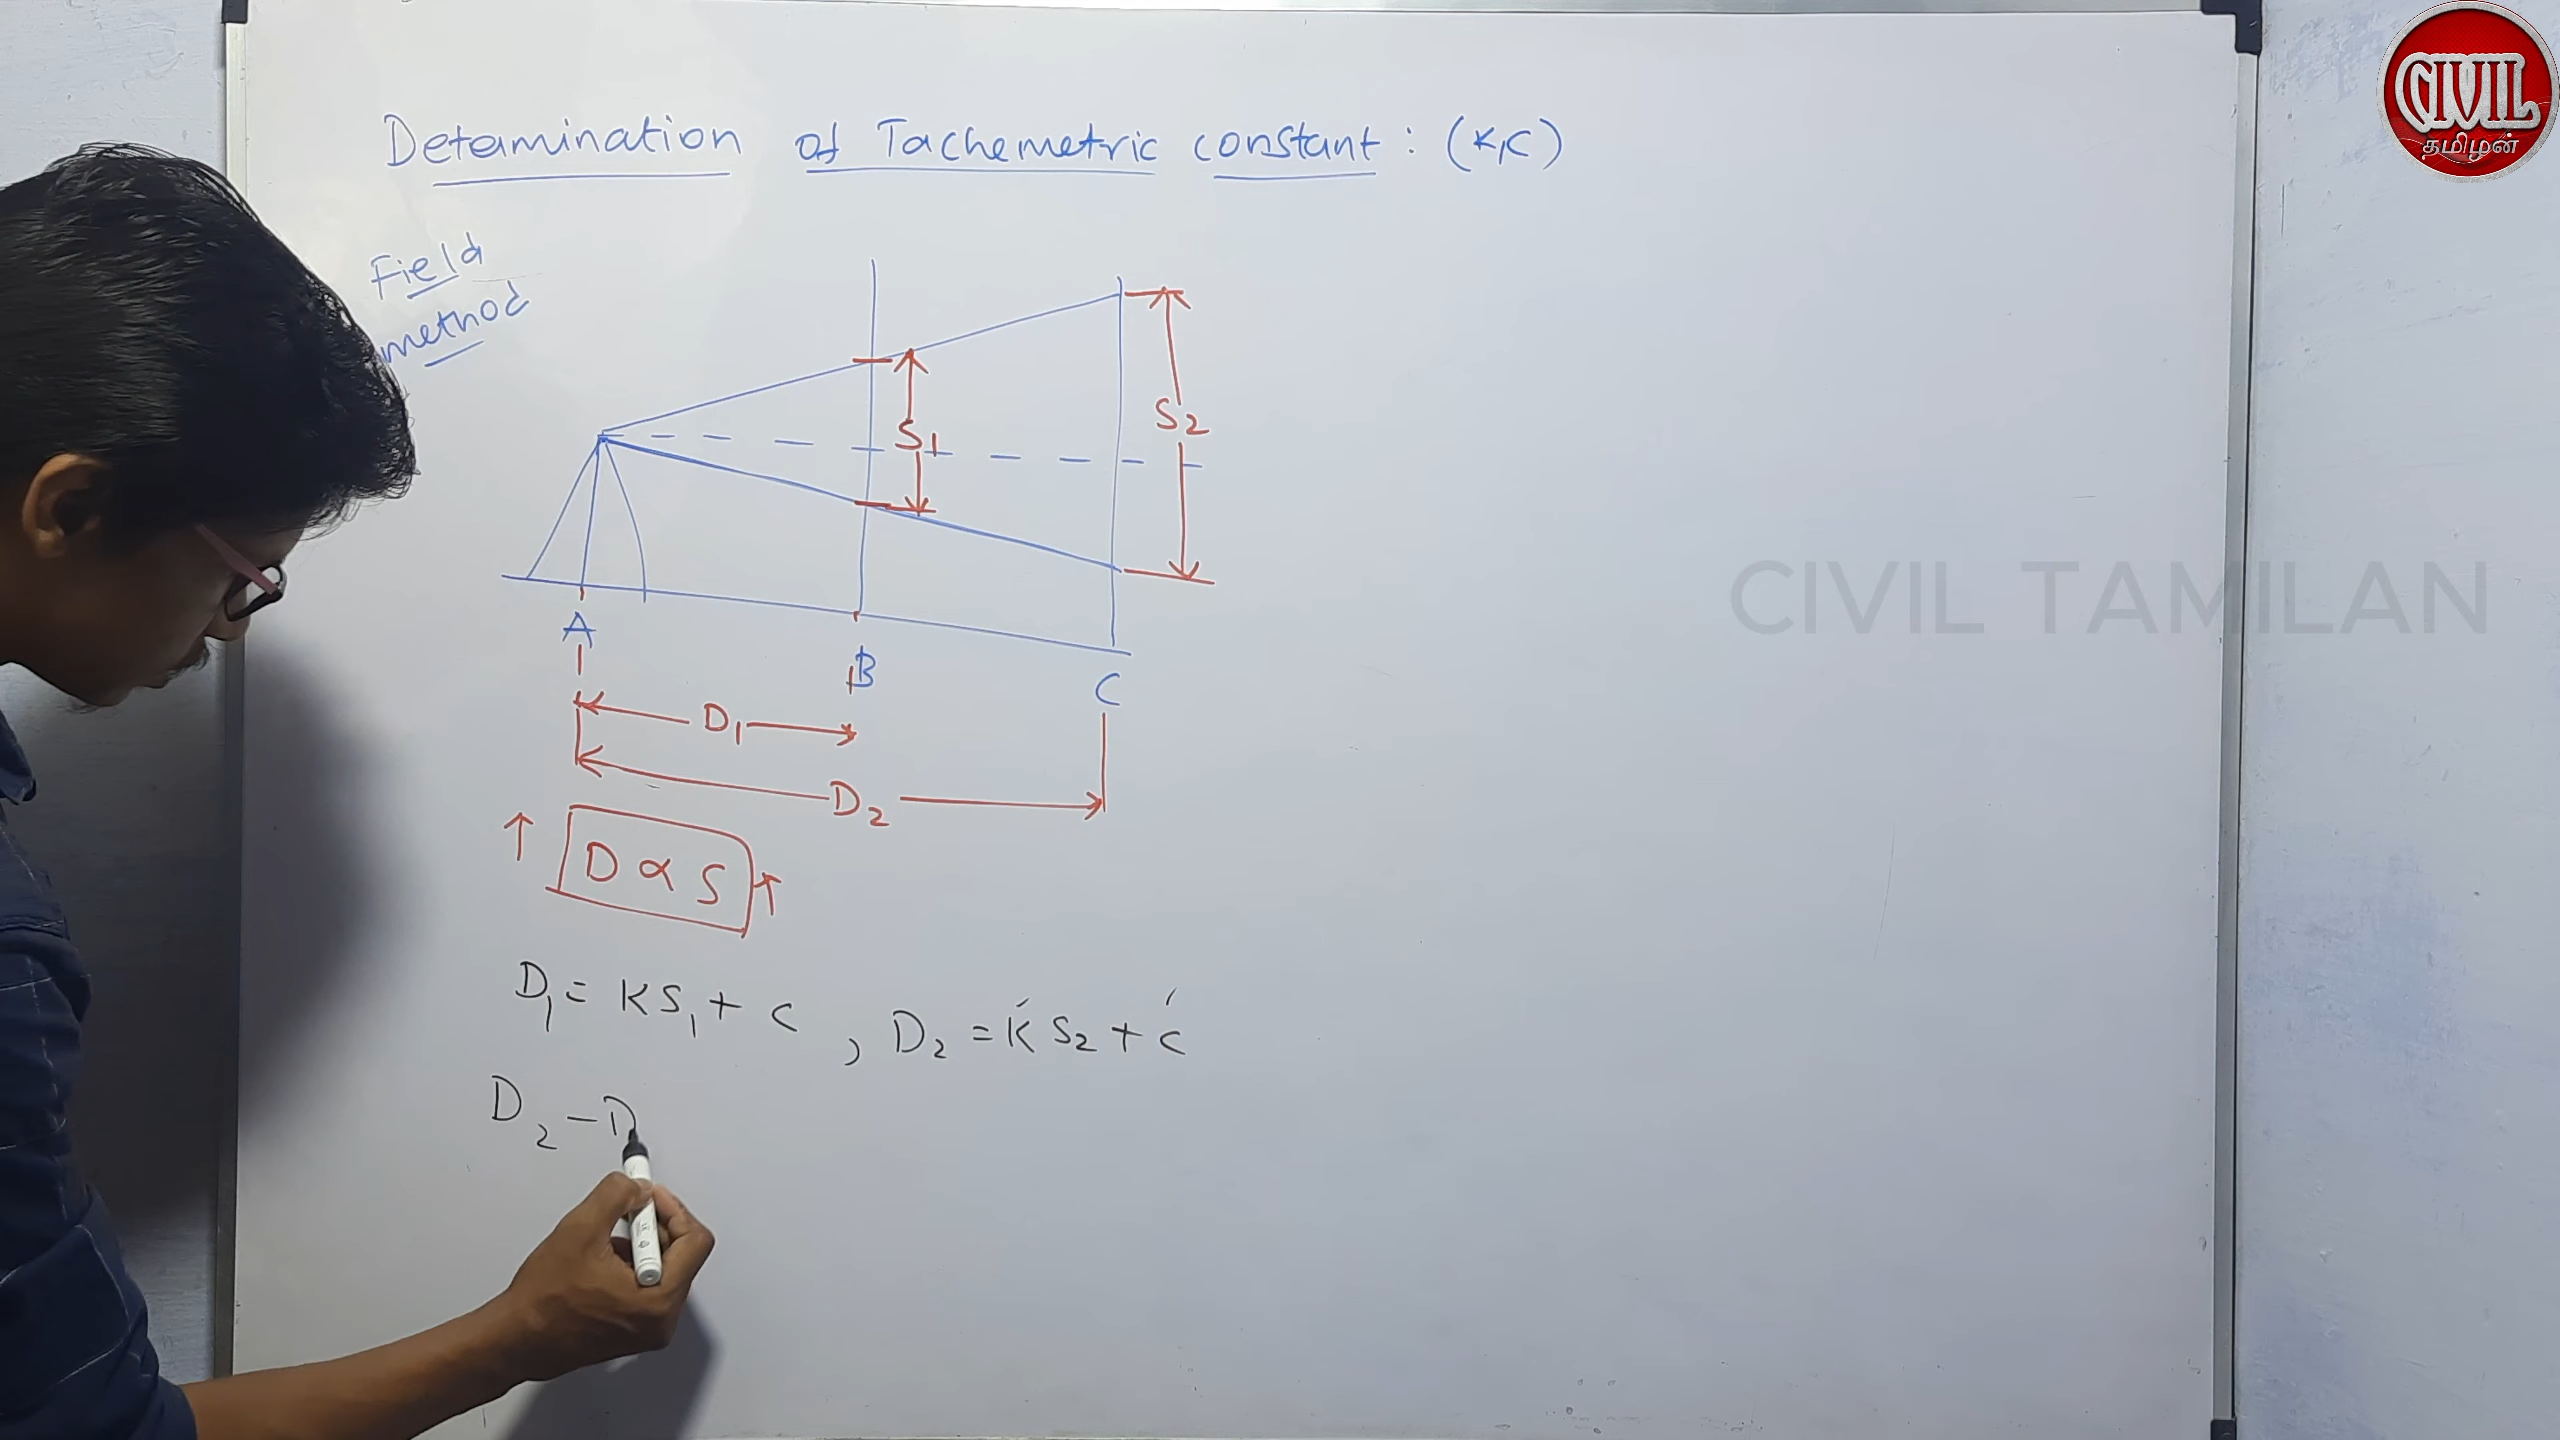 Detamination of Tachemetric constant : (K,C)
CIVIL
தமிழன்
Field
method
S1
S2
CIVIL TAMILAN
A
B
C
D1
D2
↑ D ∝ S ↑
D1 = KS1 + C , D2 = K S2 + C
D2 - D